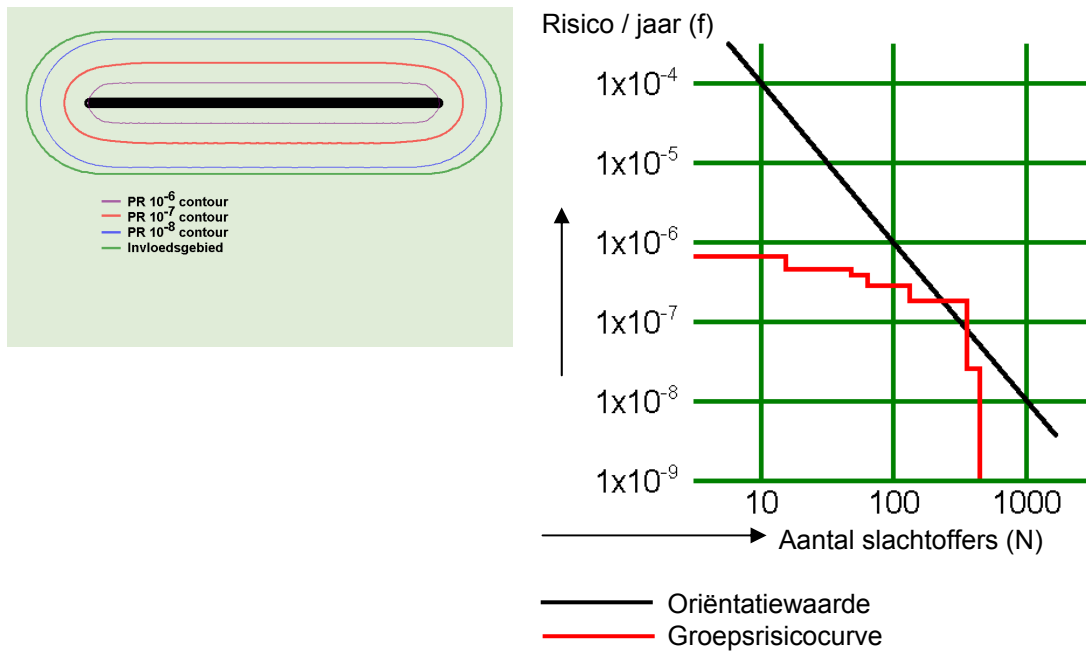 PR 10⁻⁶ contour
PR 10⁻⁷ contour
PR 10⁻⁸ contour
Invloedsgebied
Risico / jaar (f)
1x10⁻⁴
1x10⁻⁵
1x10⁻⁶
1x10⁻⁷
1x10⁻⁸
1x10⁻⁹
10 100 1000
Aantal slachtoffers (N)
Oriëntatiewaarde
Groepsrisicocurve